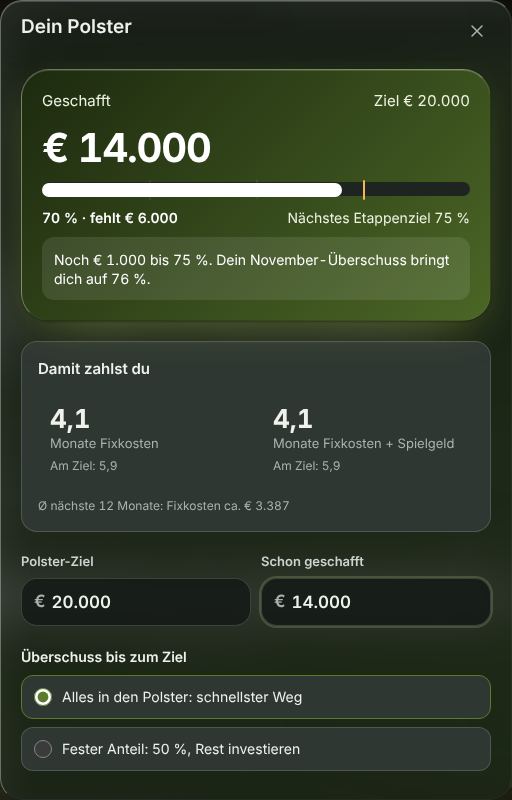 Dein Polster
Geschafft
Ziel € 20.000
€ 14.000
70 % · fehlt € 6.000
Nächstes Etappenziel 75 %
Noch € 1.000 bis 75 %. Dein November-Überschuss bringt
dich auf 76 %.
Damit zahlst du
4,1
Monate Fixkosten
Am Ziel: 5,9
4,1
Monate Fixkosten + Spielgeld
Am Ziel: 5,9
Ø nächste 12 Monate: Fixkosten ca. € 3.387
Polster-Ziel
€ 20.000
Schon geschafft
€ 14.000
Überschuss bis zum Ziel
Alles in den Polster: schnellster Weg
Fester Anteil: 50 %, Rest investieren